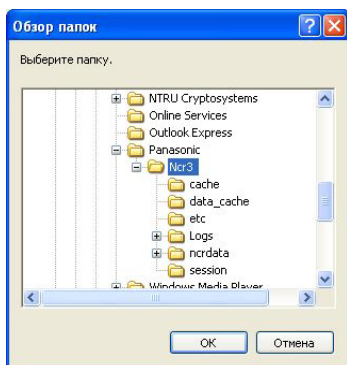 Обзор папок
Выберите папку.
NTRU Cryptosystems
Online Services
Outlook Express
Panasonic
Ncr3
cache
data_cache
etc
Logs
ncrdata
session
Windows Media Player
ОК
Отмена